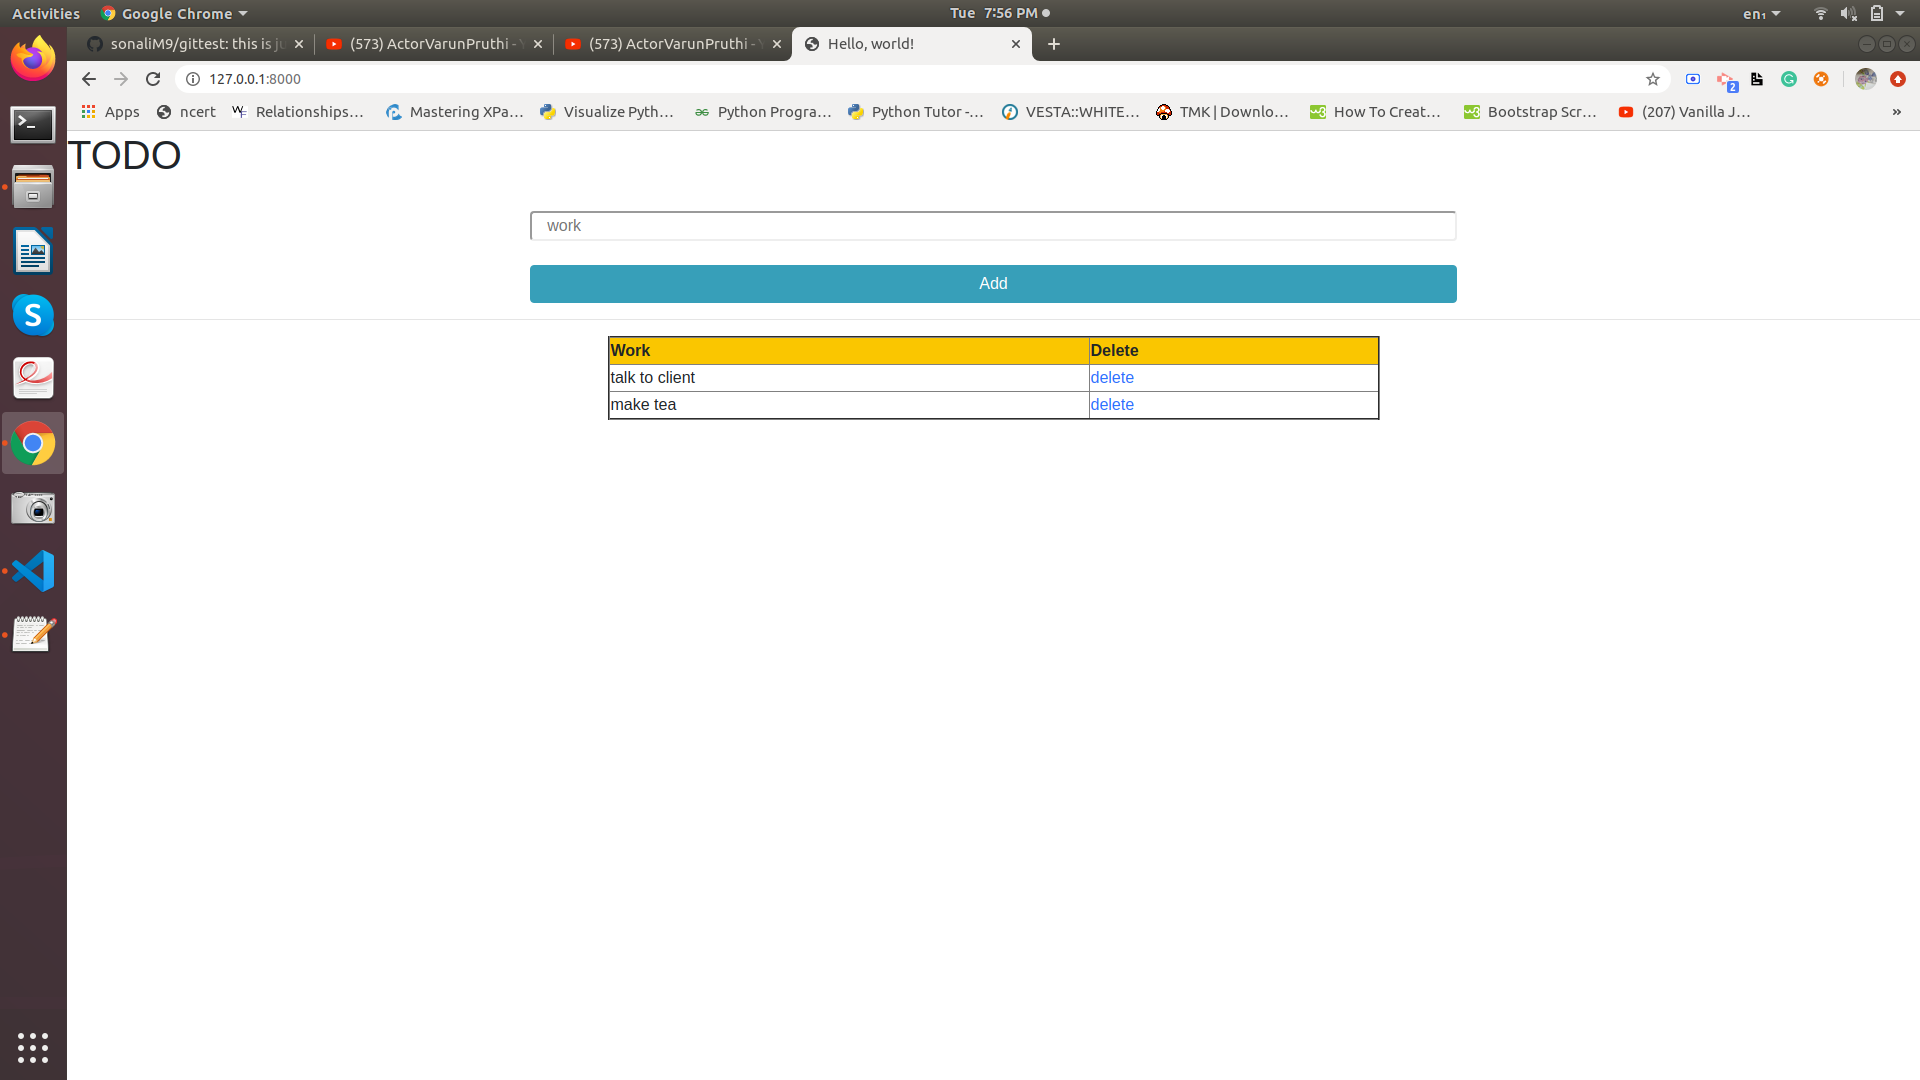 Activities Google Chrome Tue 7:56 PM en₁
sonaliM9/gittest: this is ju (573) ActorVarunPruthi - Y (573) ActorVarunPruthi - Y Hello, world!
127.0.0.1:8000 2
Apps ncert Relationships... Mastering XPa... Visualize Pyth... Python Progra... Python Tutor -... VESTA::WHITE... TMK | Downlo... How To Creat... Bootstrap Scr... (207) Vanilla J... »
TODO
work
Add
Work Delete
talk to client delete
make tea delete